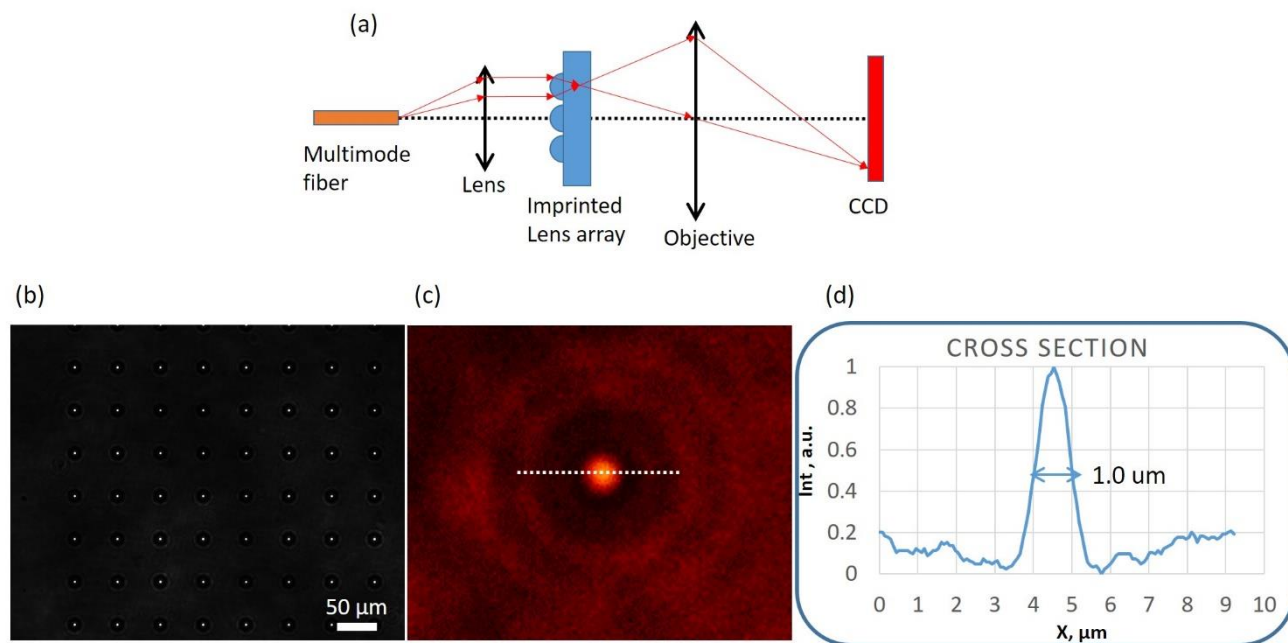 (a)
Multimode
fiber
Lens
Imprinted
Lens array
Objective
CCD
(b)
50 μm
(c)
(d)
CROSS SECTION
Int , a.u.
1
0.8
0.6
0.4
0.2
0
1.0 um
0 1 2 3 4 5 6 7 8 9 10
X, μm